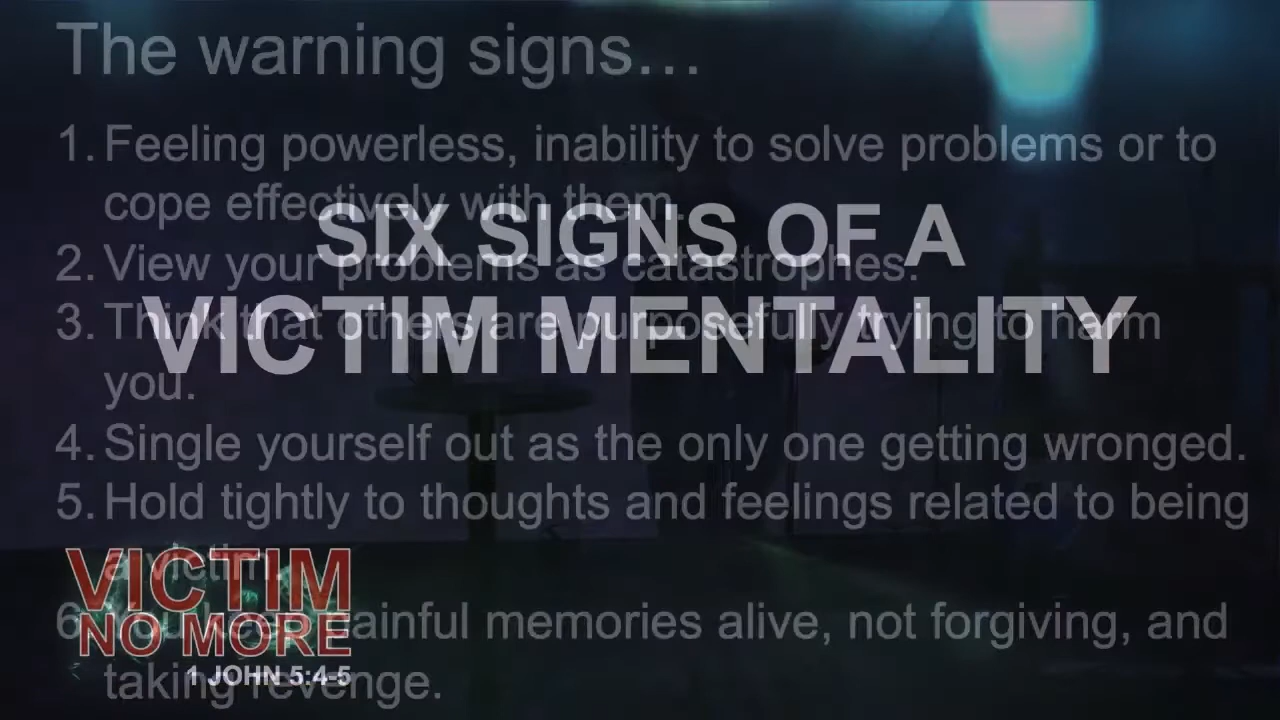 The warning signs…
1. Feeling powerless, inability to solve problems or to
cope effectively with them.
SIX SIGNS OF A
2. View your problems as catastrophes.
3. Think that others are purposefully trying to harm
VICTIM MENTALITY
you.
4. Single yourself out as the only one getting wronged.
5. Hold tightly to thoughts and feelings related to being
a victim.
VICTIM
6. painful memories alive, not forgiving, and
NO MORE
1 JOHN 5:4-5
taking revenge.